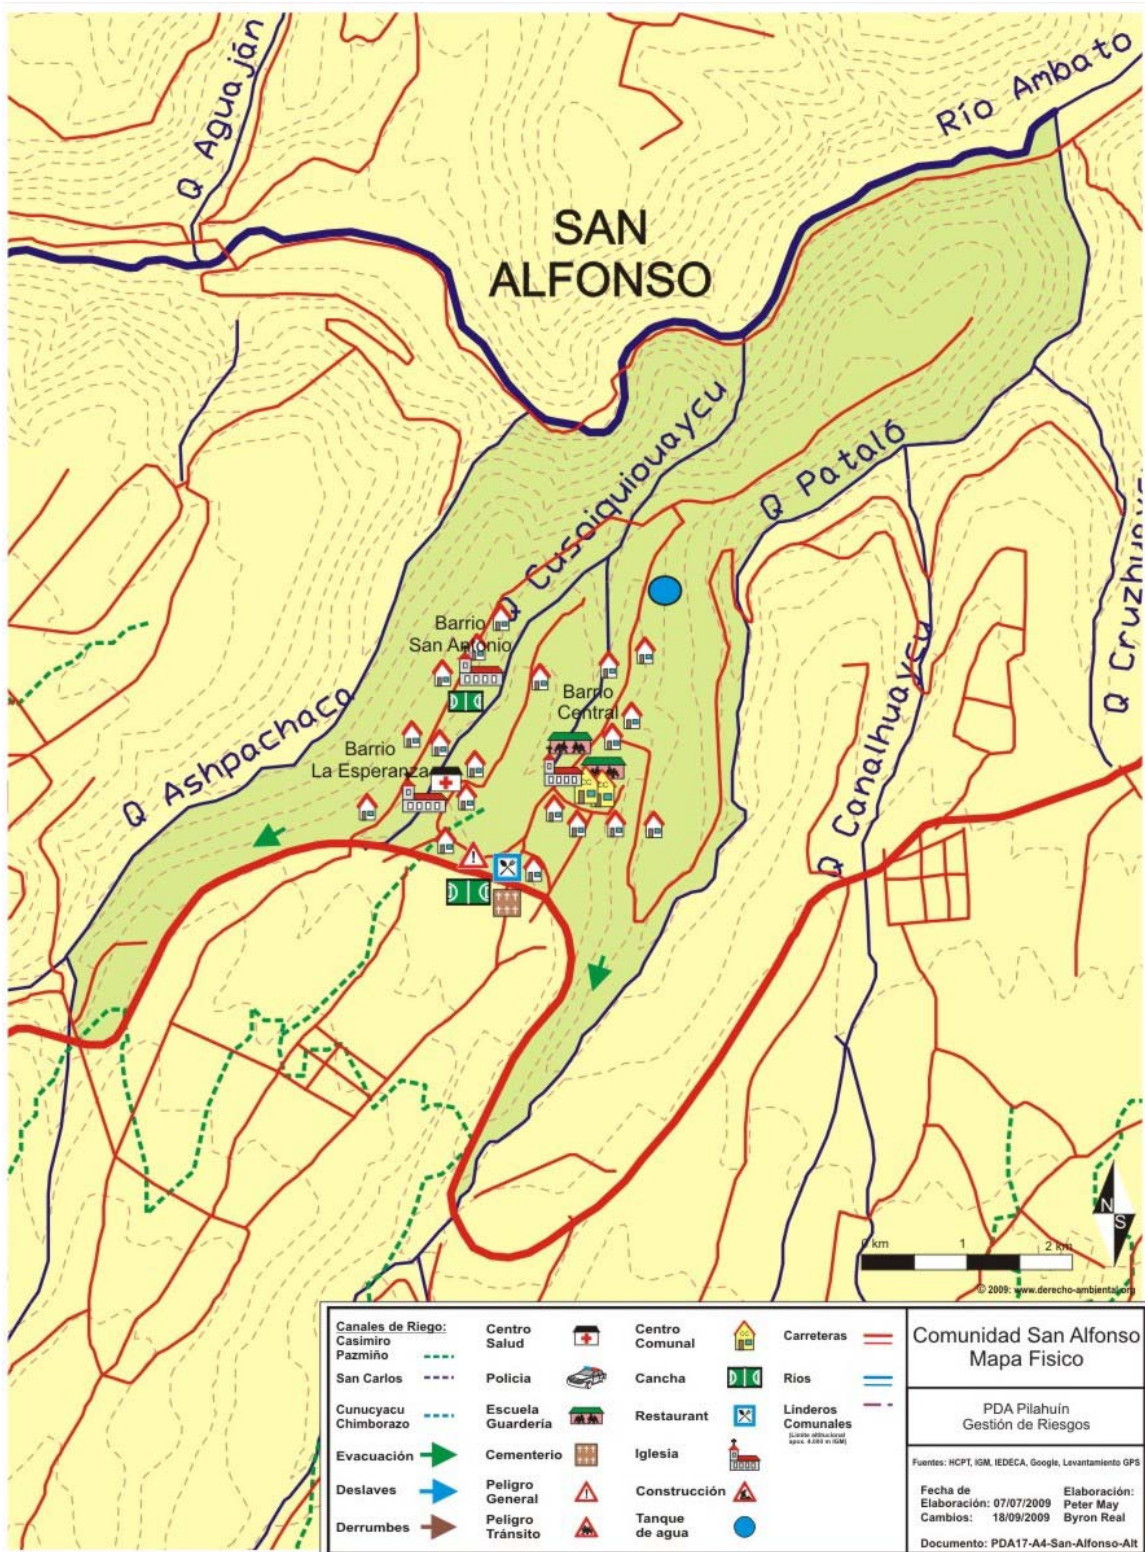 Q Aguaján
Río Ambato
SAN
ALFONSO
Q Cusoiquiouaycu
Q Pataló
Barrio
San Antonio
Barrio
Central
Barrio
La Esperanza
Q Ashpachaca
Q Canalhuaycu
N
S
0 km 1 2 km
© 2009: www.derecho-ambiental.org
Canales de Riego:
Casimiro
Pazmiño
San Carlos
Cunucyacu
Chimborazo
Evacuación
Deslaves
Derrumbes
Centro
Salud
Policia
Escuela
Guardería
Cementerio
Peligro
General
Peligro
Tránsito
Centro
Comunal
Cancha
Restaurant
Iglesia
Construcción
Tanque
de agua
Carreteras
Ríos
Linderos
Comunales
Comunidad San Alfonso
Mapa Fisico
PDA Pilahuín
Gestión de Riesgos
Fuentes: HCPT, IGM, IEDECA, Google, Levantamiento GPS
Fecha de
Elaboración: 07/07/2009
Cambios: 18/09/2009
Elaboración:
Peter May
Byron Real
Documento: PDA17-A4-San-Alfonso-Alt